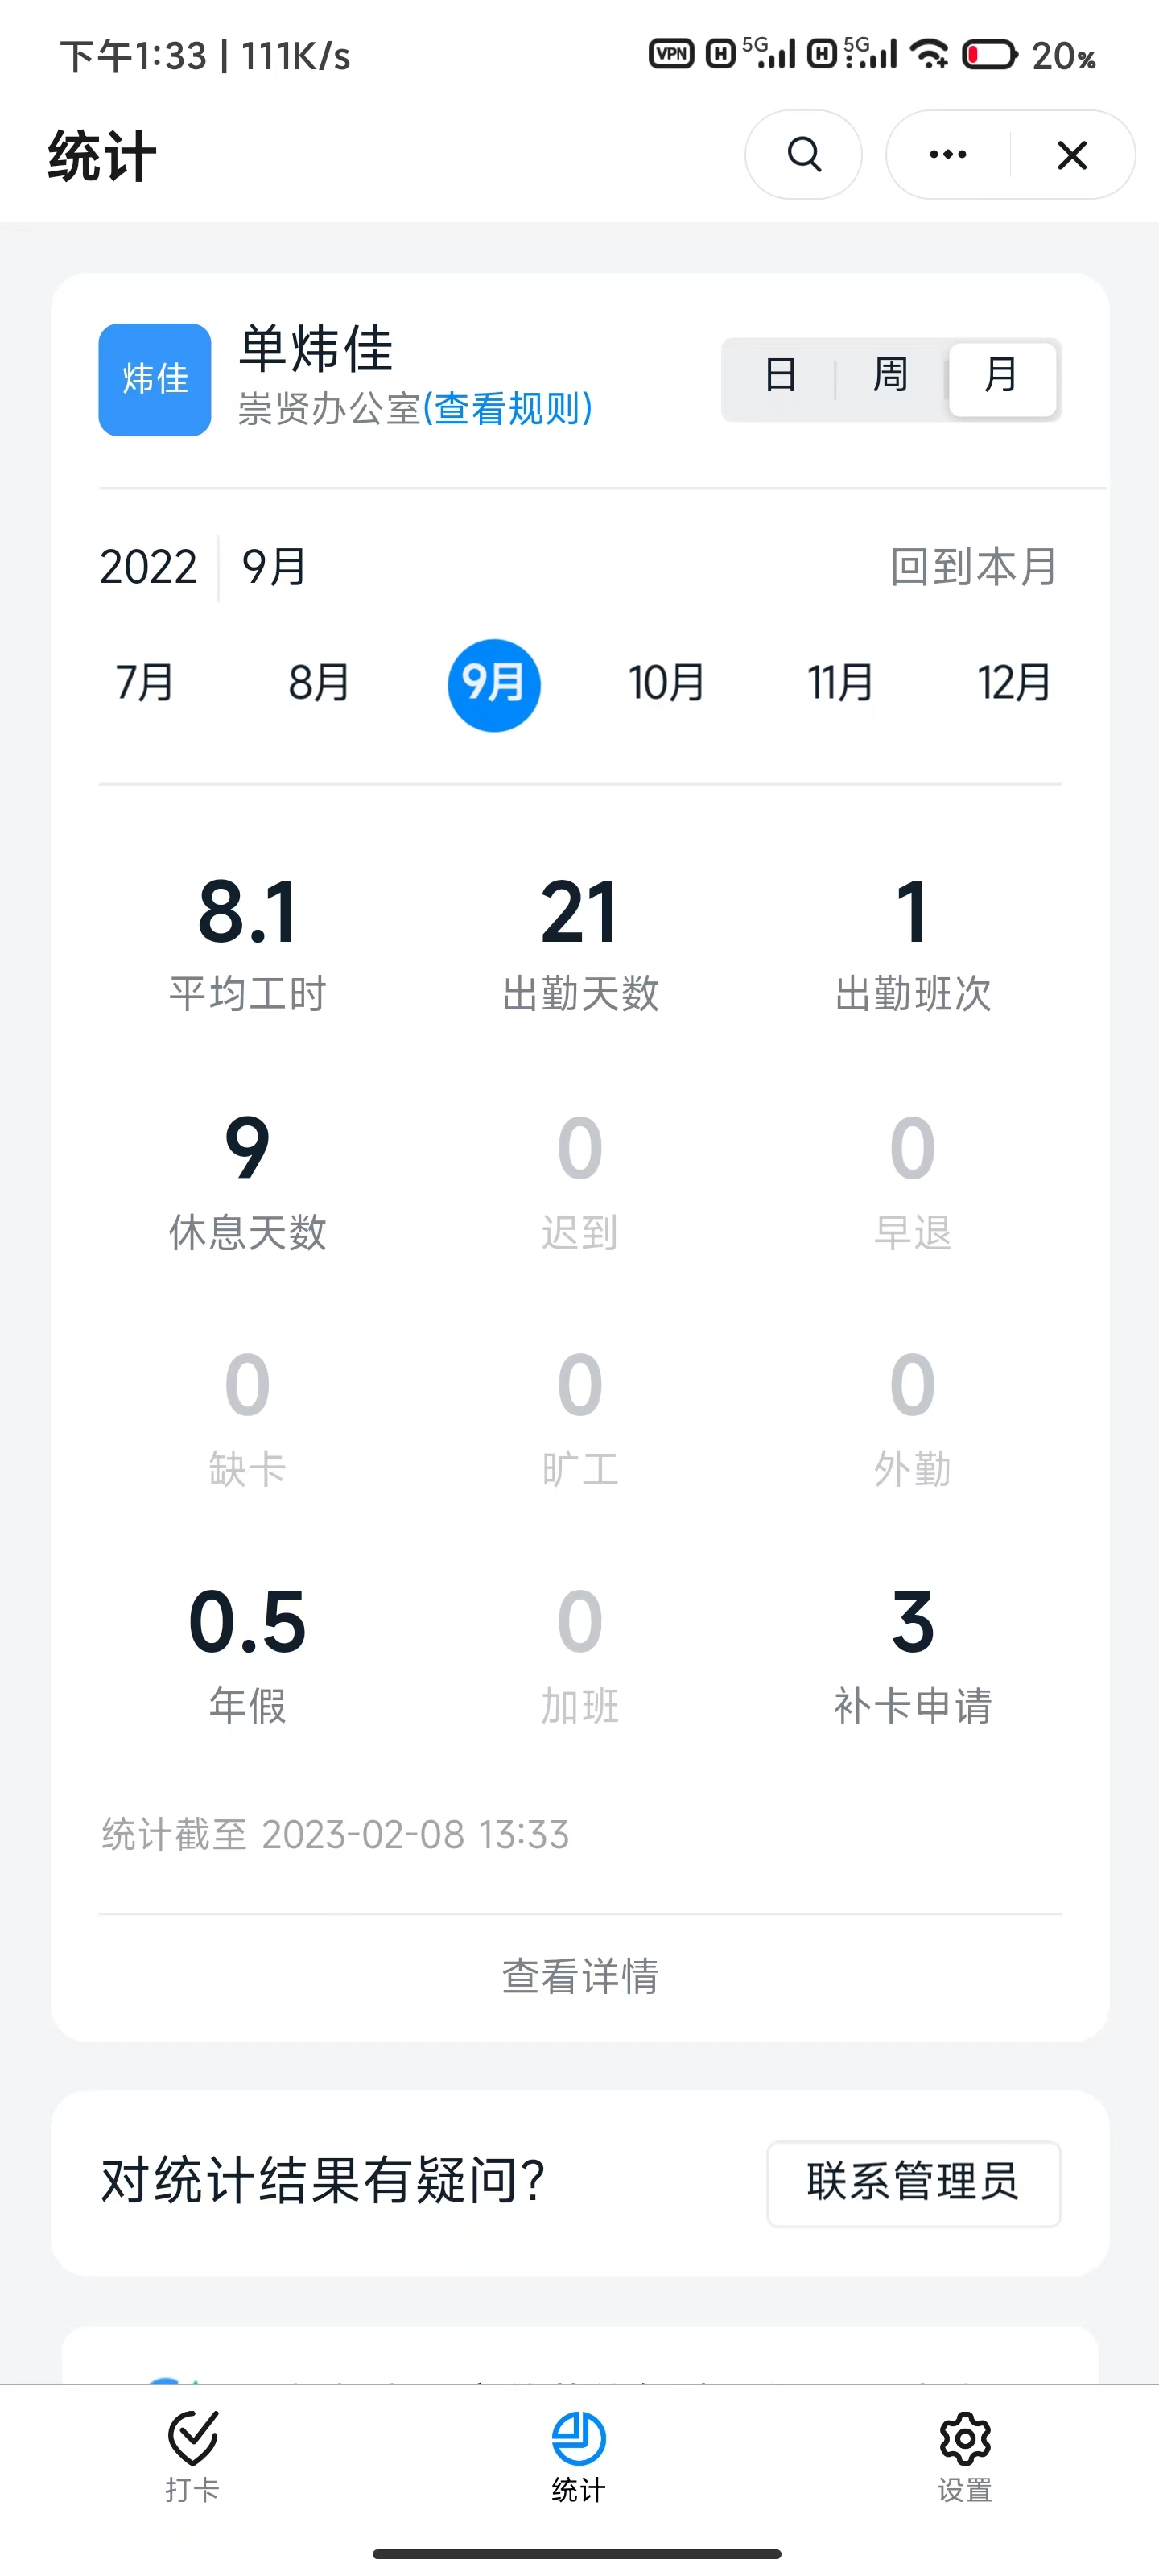 下午1:33 | 111K/s VPN H 5G H 5G 20%
统计
炜佳
单炜佳
崇贤办公室(查看规则)
日 周 月
2022 9月 回到本月
7月 8月 9月 10月 11月 12月
8.1 21 1
平均工时 出勤天数 出勤班次
9 0 0
休息天数 迟到 早退
0 0 0
缺卡 旷工 外勤
0.5 0 3
年假 加班 补卡申请
统计截至 2023-02-08 13:33
查看详情
对统计结果有疑问? 联系管理员
打卡 统计 设置